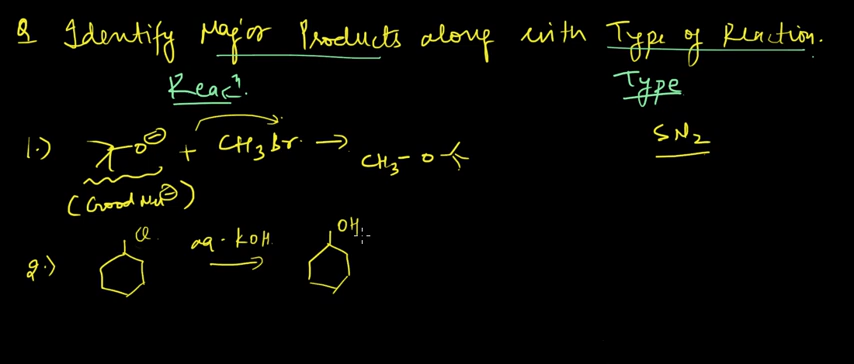 Q Identify Major Products along with Type of Reaction.
Reacⁿ. Type
1.) O⊖ + CH3Br. → CH3-O SN2
(Good Nu⊖)
2.) Cl aq. KOH → OH